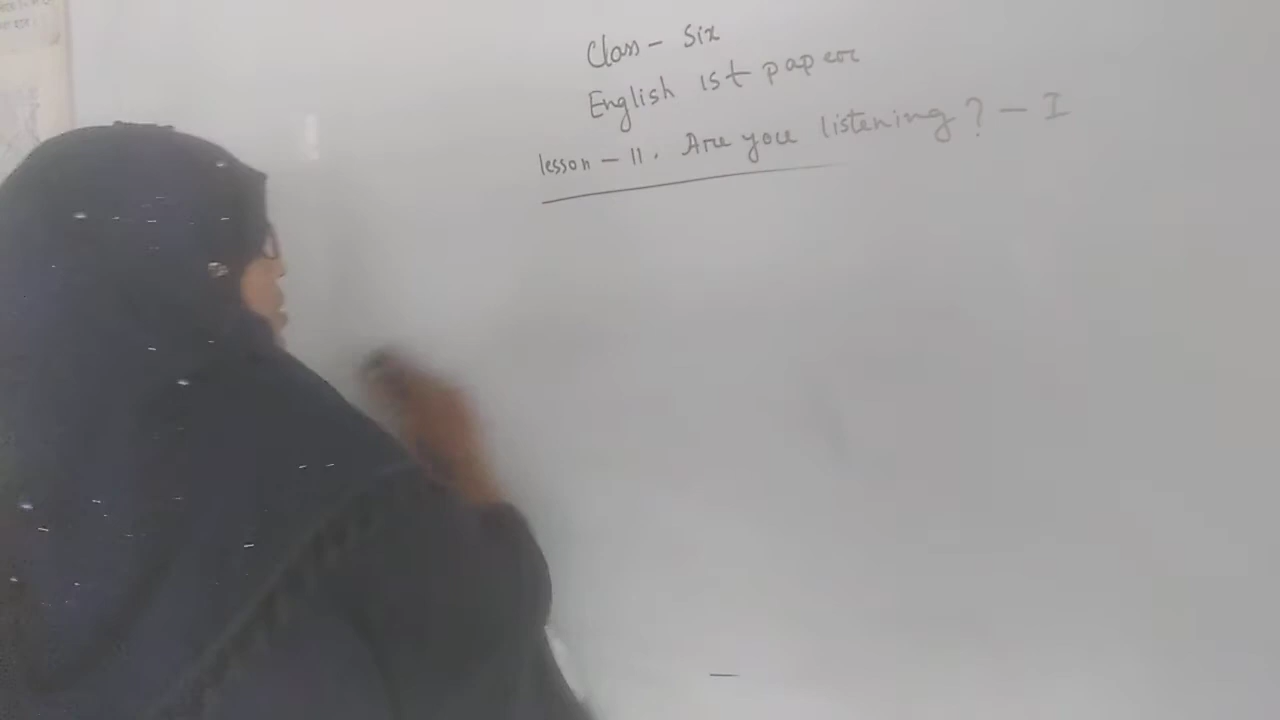 Class - Six
English 1st paper
lesson - 11. Are you listening? - I